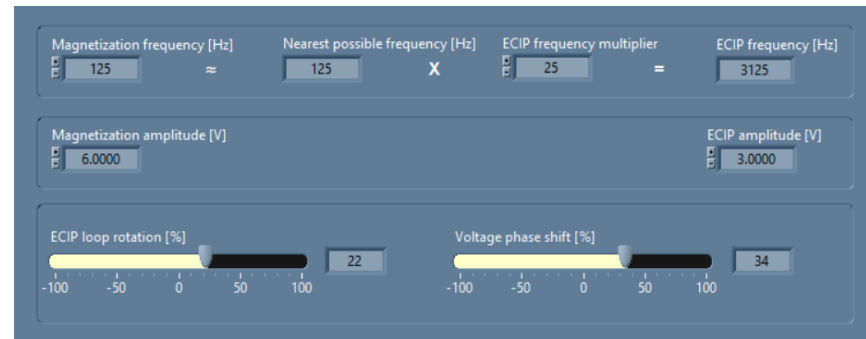 Magnetization frequency [Hz] Nearest possible frequency [Hz] ECIP frequency multiplier ECIP frequency [Hz]
125 ≈ 125 X 25 = 3125
Magnetization amplitude [V] ECIP amplitude [V]
6.0000 3.0000
ECIP loop rotation [%] Voltage phase shift [%]
22 34
-100 -50 0 50 100 -100 -50 0 50 100